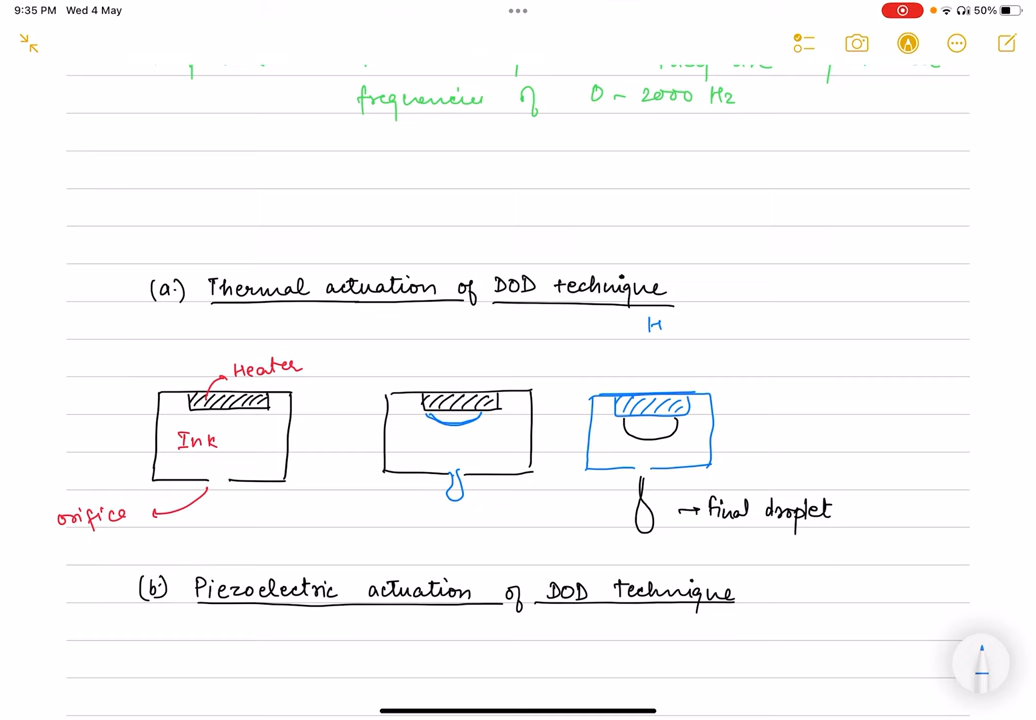 9:35 PM Wed 4 May
50%
frequencies of 0 - 2000 Hz
(a.) Thermal actuation of DOD technique
H
Heater
Ink
orifice
→ final droplet
(b.) Piezoelectric actuation of DOD technique